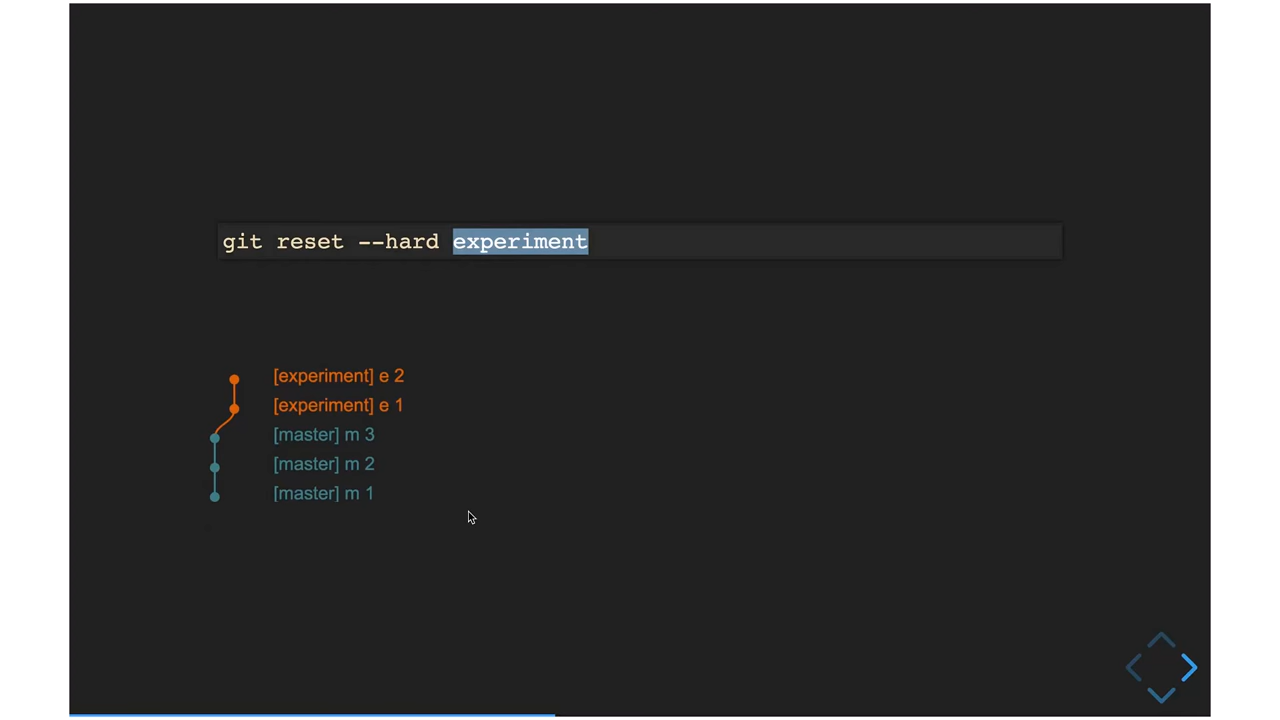 git reset --hard experiment
[experiment] e 2
[experiment] e 1
[master] m 3
[master] m 2
[master] m 1